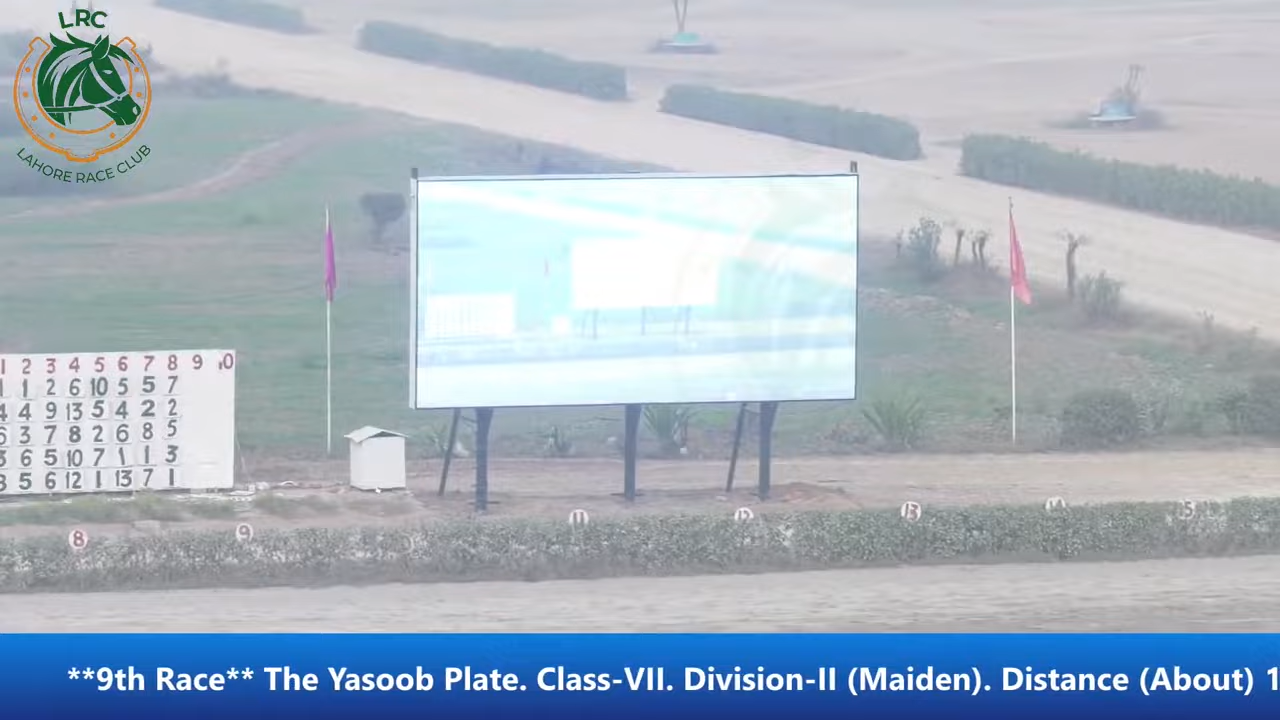 LRC
LAHORE RACE CLUB
1 2 3 4 5 6 7 8 9 10
1 1 2 6 10 5 5 7
4 4 9 13 5 4 2 2
6 3 7 8 2 6 8 5
3 6 5 10 7 1 1 3
8 5 6 12 1 13 7 1
8 9 11 12 13 14 15
**9th Race** The Yasoob Plate. Class-VII. Division-II (Maiden). Distance (About) 1